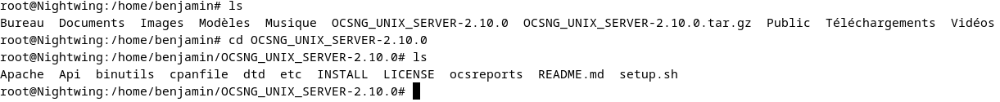 root@Nightwing:/home/benjamin# ls
Bureau  Documents  Images  Modèles  Musique  OCSNG_UNIX_SERVER-2.10.0  OCSNG_UNIX_SERVER-2.10.0.tar.gz  Public  Téléchargements  Vidéos
root@Nightwing:/home/benjamin# cd OCSNG_UNIX_SERVER-2.10.0
root@Nightwing:/home/benjamin/OCSNG_UNIX_SERVER-2.10.0# ls
Apache  Api  binutils  cpanfile  dtd  etc  INSTALL  LICENSE  ocsreports  README.md  setup.sh
root@Nightwing:/home/benjamin/OCSNG_UNIX_SERVER-2.10.0#